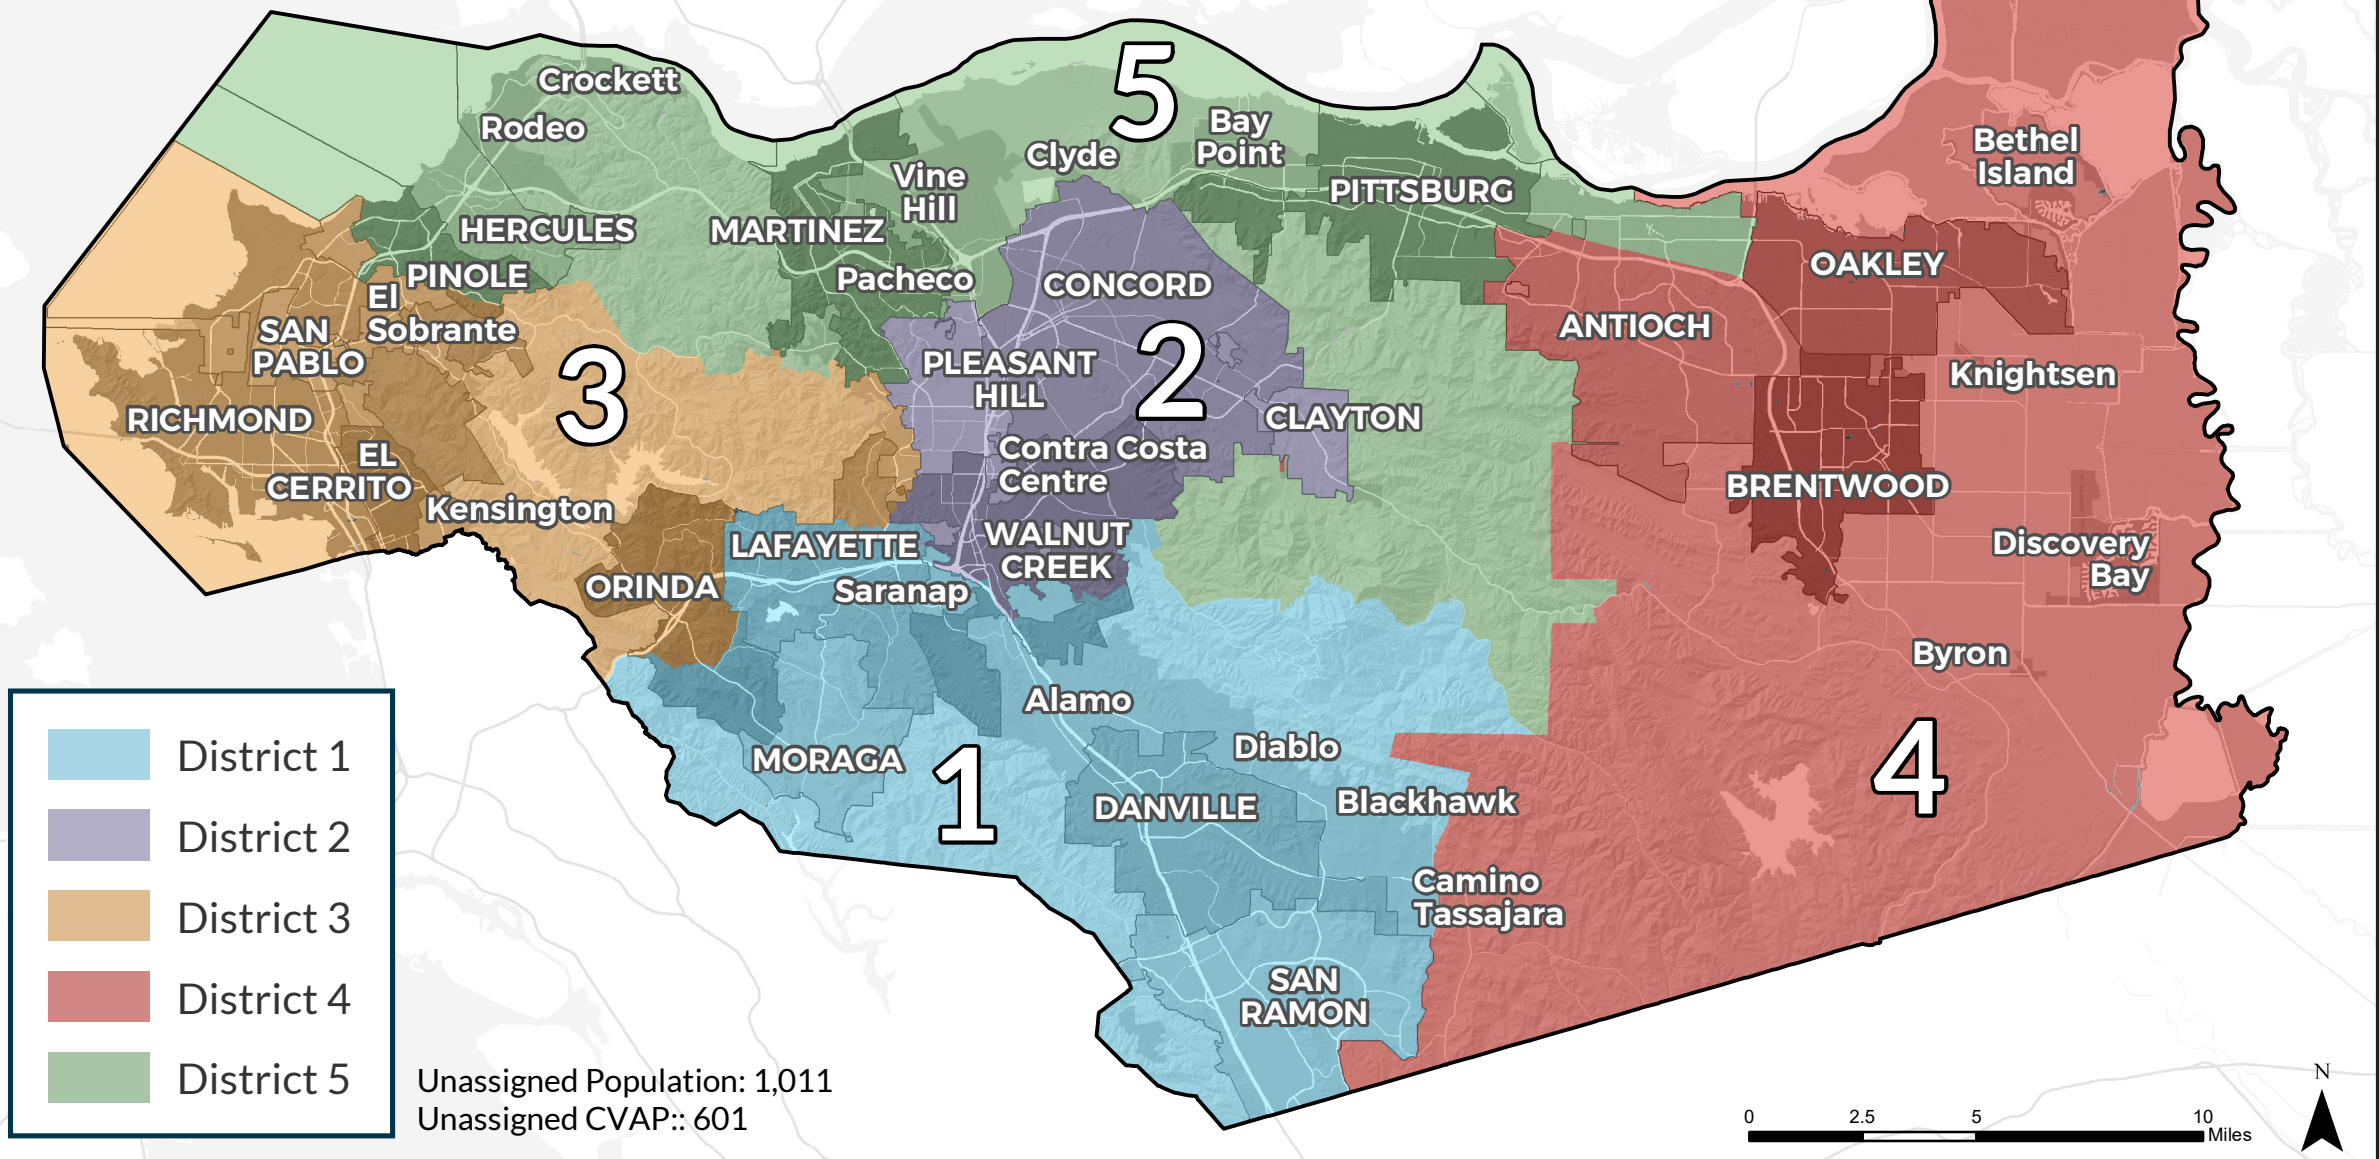 Crockett
Rodeo
5
Bay
Point
Clyde
Vine
Hill
PITTSBURG
Bethel
Island
HERCULES
MARTINEZ
PINOLE
Pacheco
OAKLEY
El
Sobrante
CONCORD
SAN
PABLO
ANTIOCH
3
PLEASANT
HILL
2
Knightsen
RICHMOND
CLAYTON
EL
CERRITO
Contra Costa
Centre
BRENTWOOD
Kensington
WALNUT
CREEK
LAFAYETTE
Discovery
Bay
ORINDA
Saranap
Byron
Alamo
MORAGA
1
Diablo
4
DANVILLE
Blackhawk
Camino
Tassajara
SAN
RAMON
District 1
District 2
District 3
District 4
District 5
Unassigned Population: 1,011
Unassigned CVAP:: 601
N
0 2.5 5 10
Miles